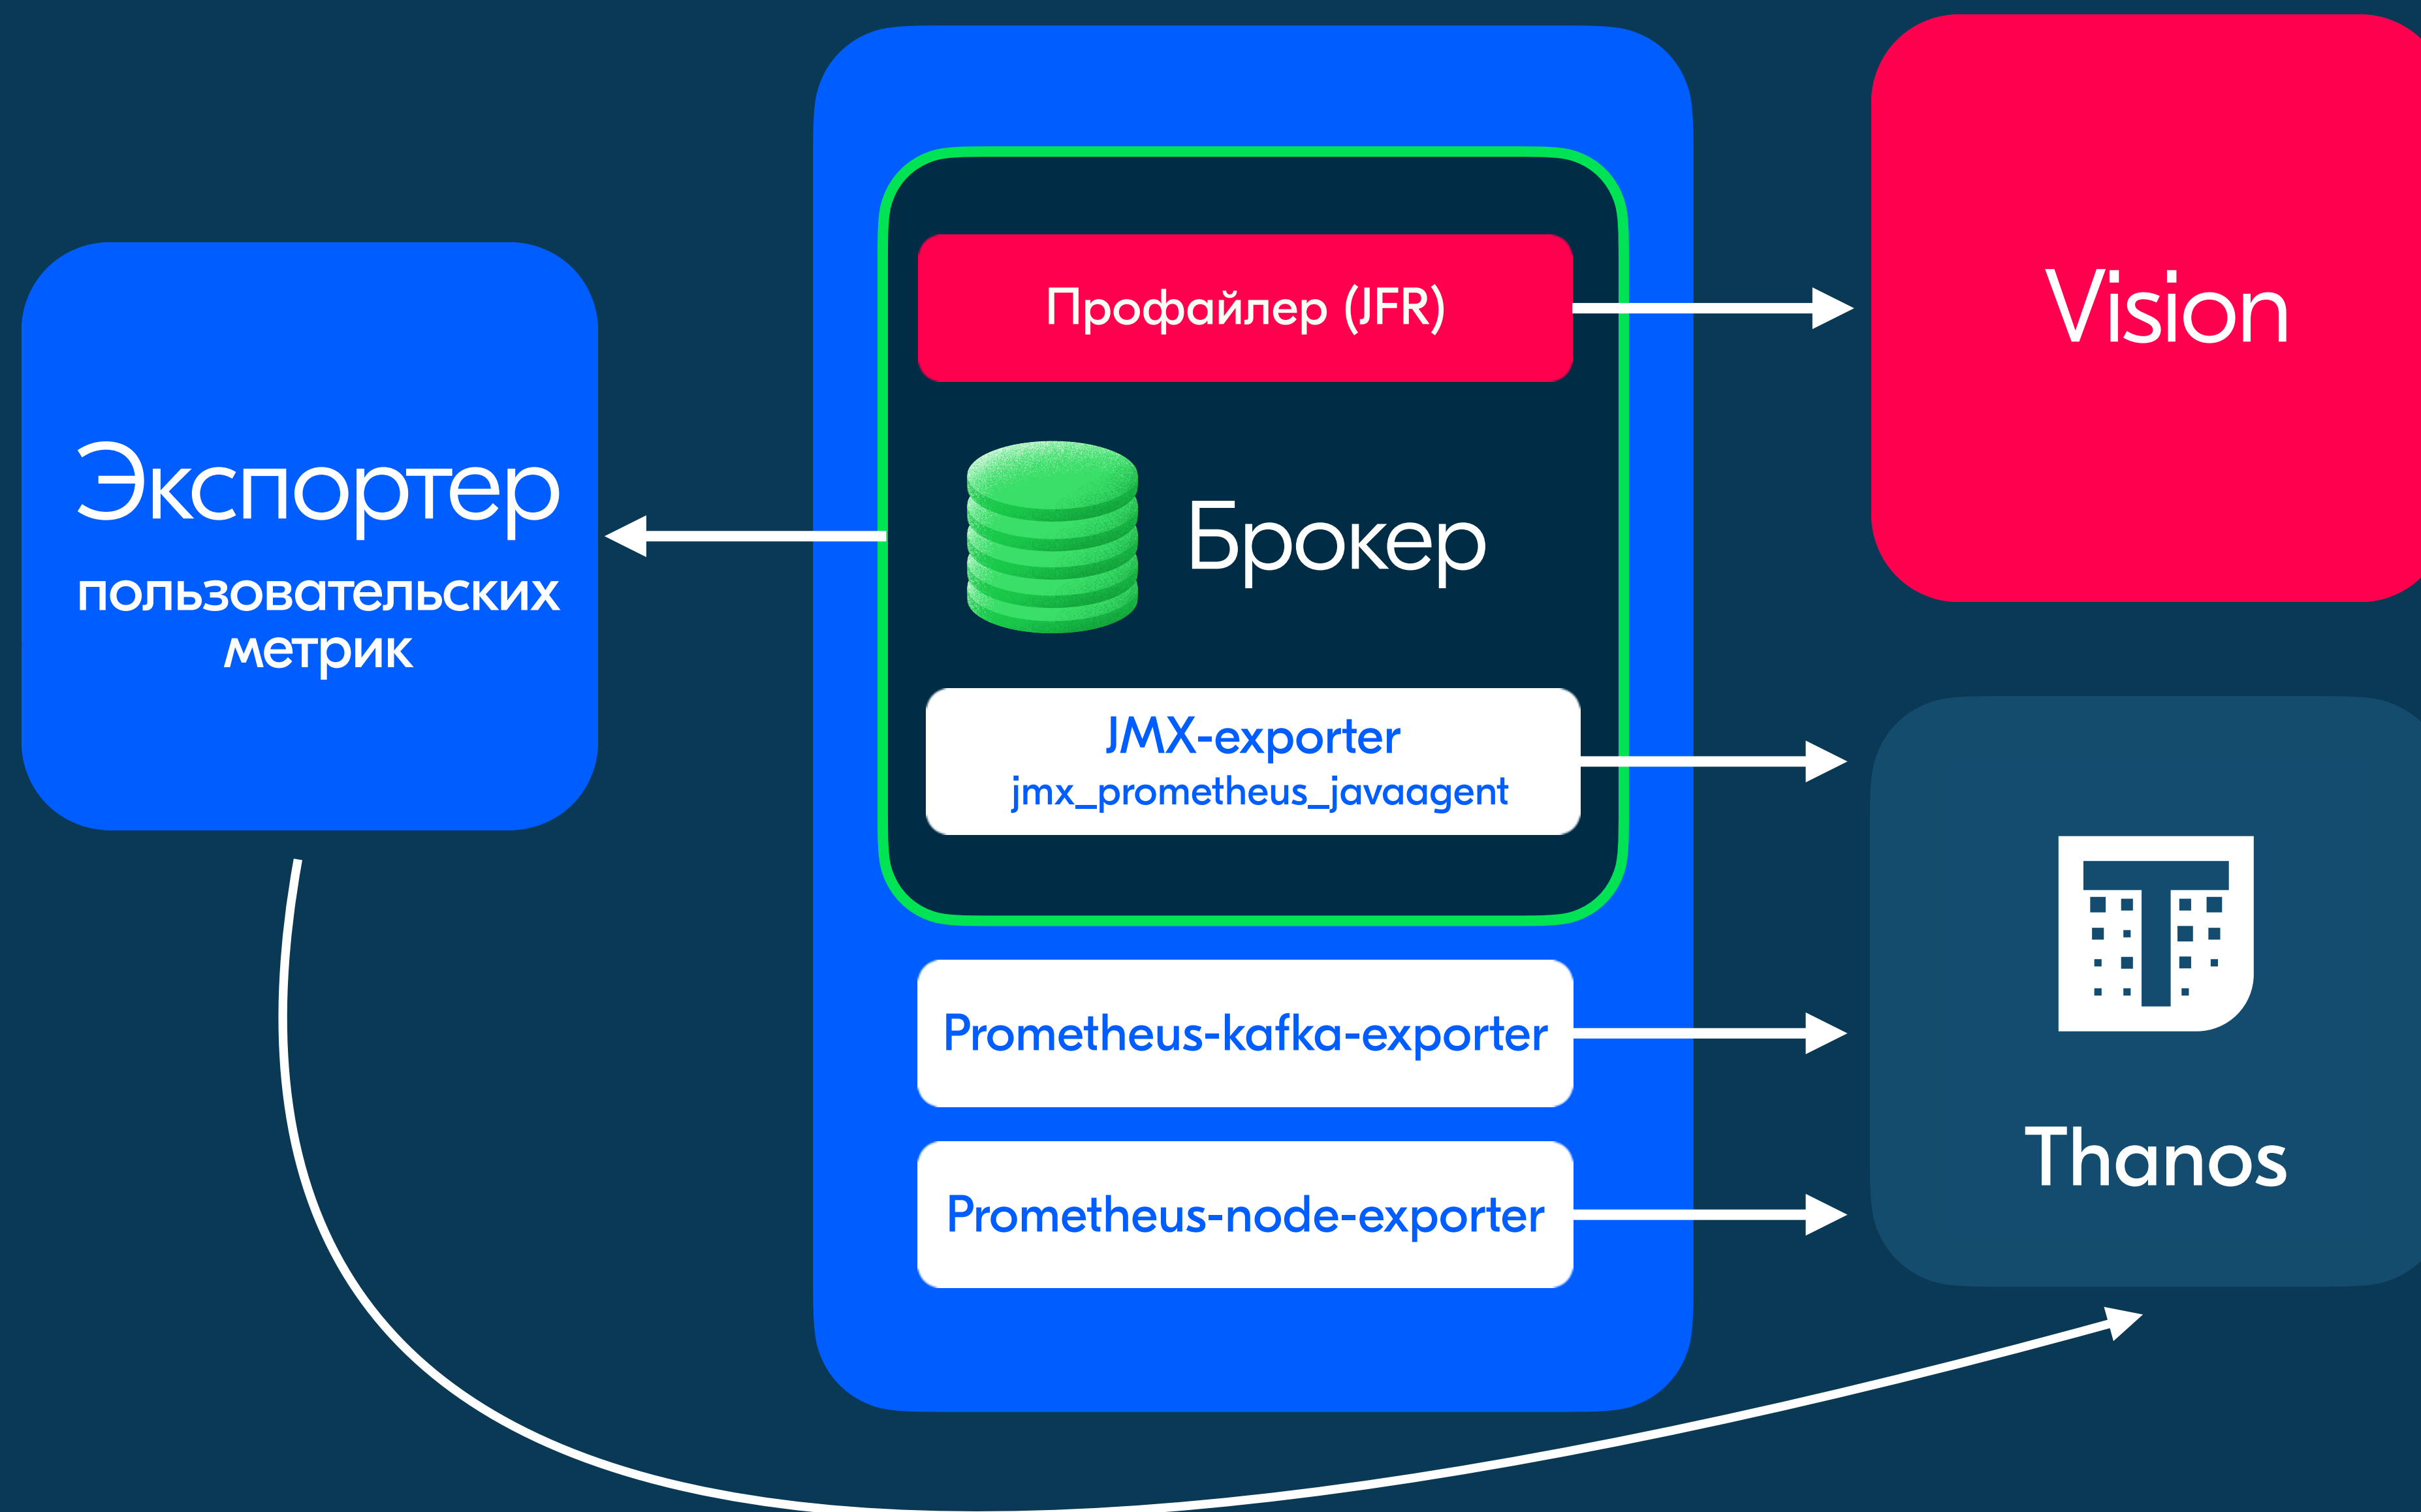 Экспортер
пользовательских
метрик
Профайлер (JFR)
Брокер
JMX-exporter
jmx_prometheus_javaagent
Prometheus-kafka-exporter
Prometheus-node-exporter
Vision
Thanos